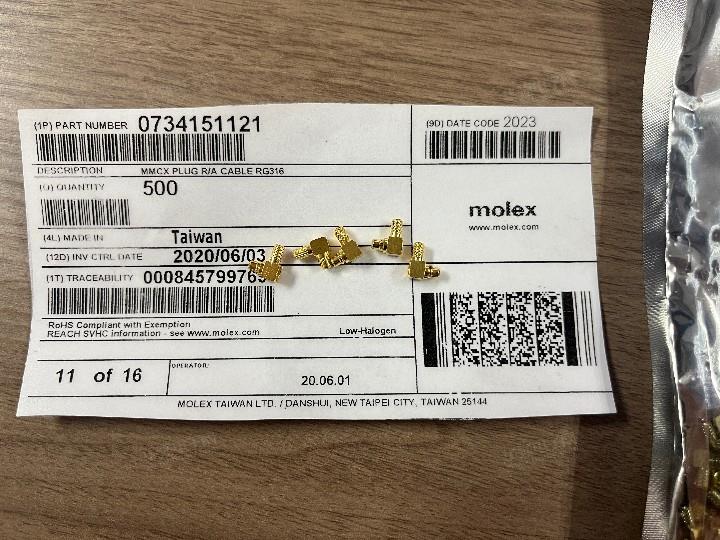 (1P) PART NUMBER 0734151121
(9D) DATE CODE 2023
DESCRIPTION MMCX PLUG R/A CABLE RG316
(Q) QUANTITY 500
molex
www.molex.com
(4L) MADE IN Taiwan
(12D) INV CTRL DATE 2020/06/03
(1T) TRACEABILITY 000845799765
RoHS Compliant with Exemption
REACH SVHC information - see www.molex.com
Low-Halogen
OPERATOR:
11 of 16
20.06.01
MOLEX TAIWAN LTD. / DANSHUI, NEW TAIPEI CITY, TAIWAN 25144